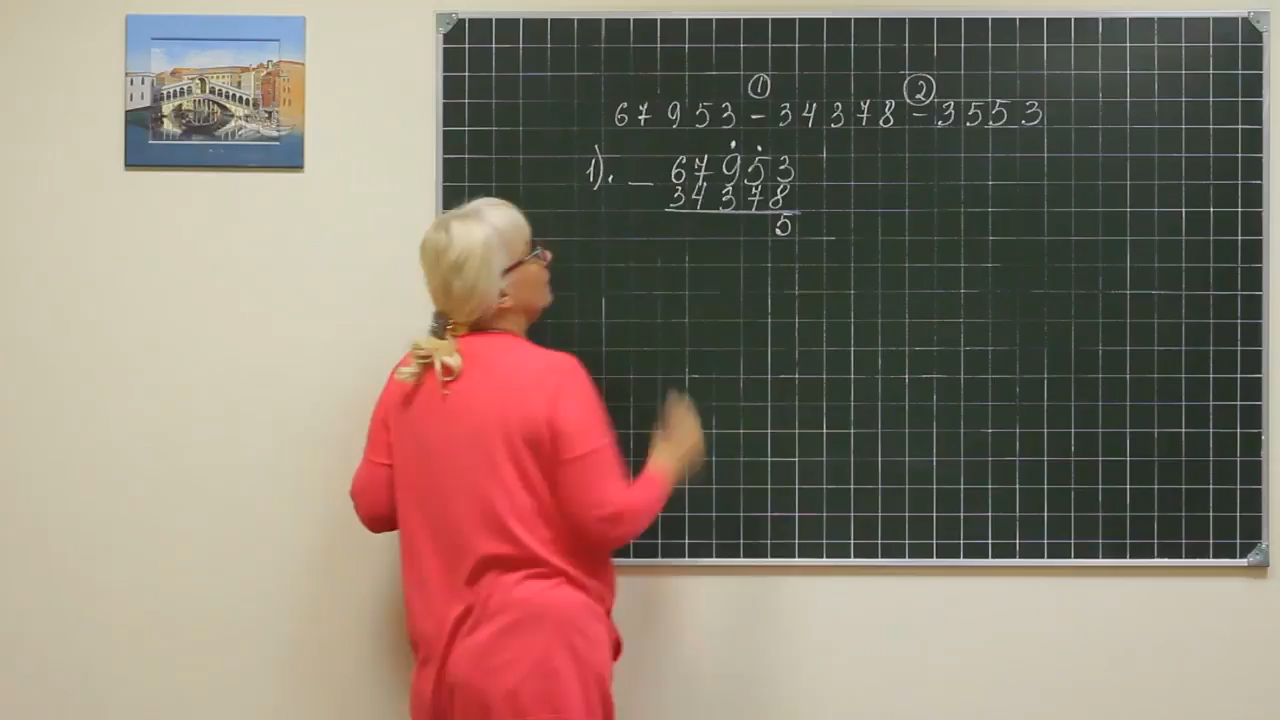 ① ②
67953 - 34378 - 3553
1). - 67953
34378
5